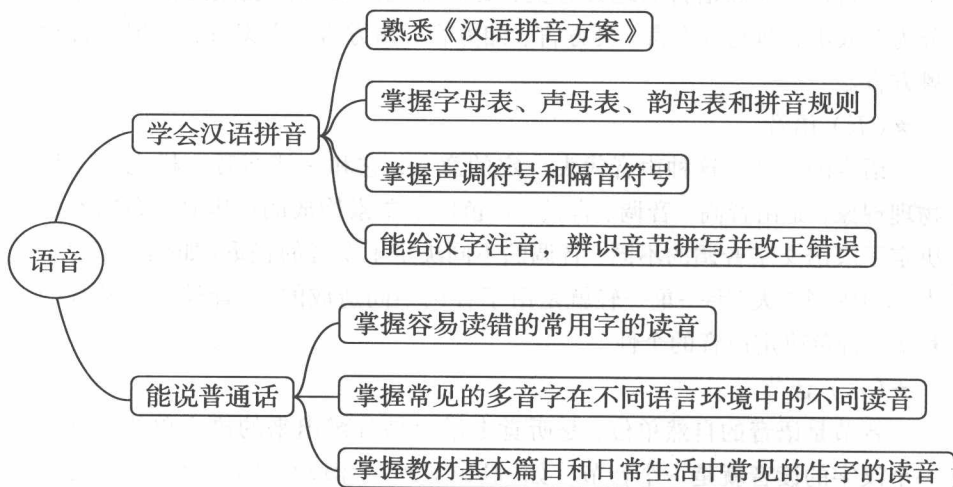 语音
学会汉语拼音
熟悉《汉语拼音方案》
掌握字母表、声母表、韵母表和拼音规则
掌握声调符号和隔音符号
能给汉字注音，辨识音节拼写并改正错误
能说普通话
掌握容易读错的常用字的读音
掌握常见的多音字在不同语言环境中的不同读音
掌握教材基本篇目和日常生活中常见的生字的读音